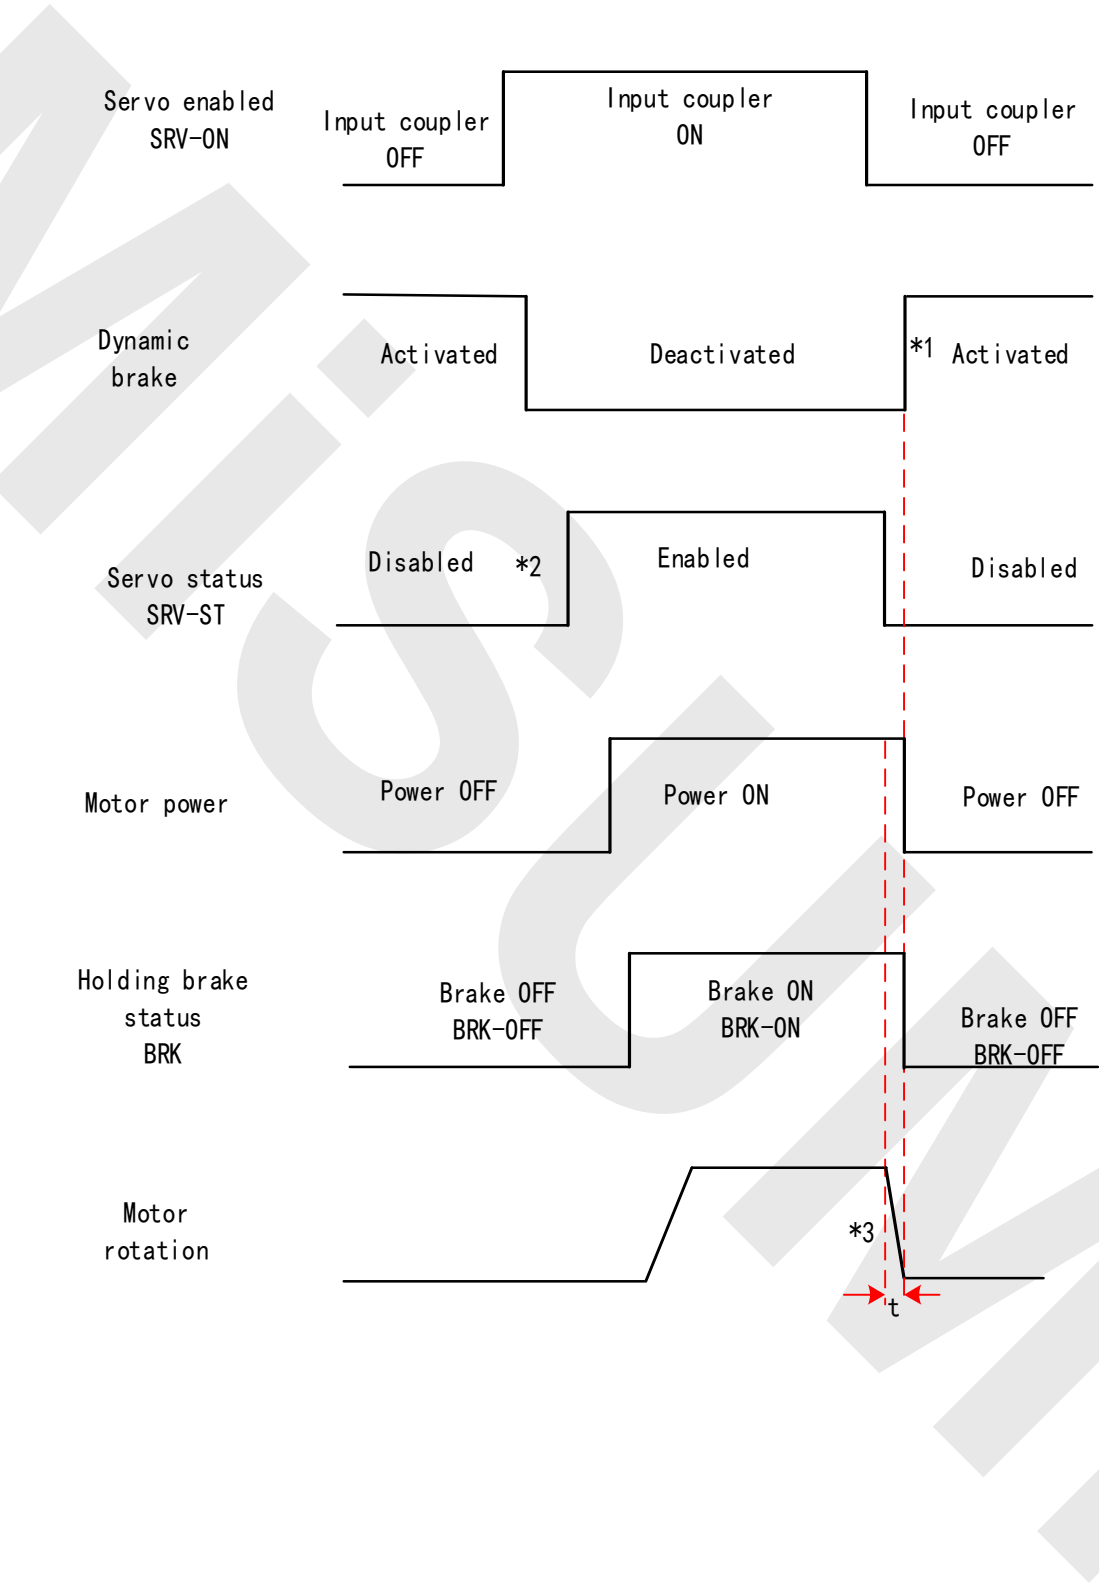 Servo enabled
SRV-ON
Input coupler
OFF
Input coupler
ON
Input coupler
OFF
Dynamic
brake
Activated
Deactivated
*1
Activated
Servo status
SRV-ST
Disabled
*2
Enabled
Disabled
Motor power
Power OFF
Power ON
Power OFF
Holding brake
status
BRK
Brake OFF
BRK-OFF
Brake ON
BRK-ON
Brake OFF
BRK-OFF
Motor
rotation
*3
t
MiSUMi